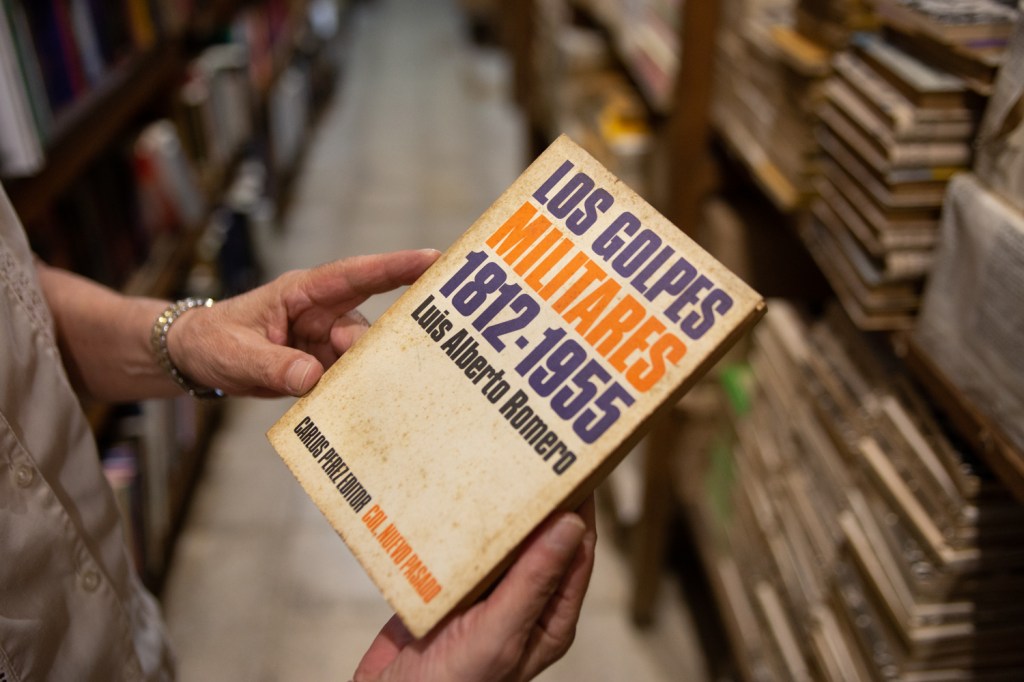 LOS GOLPES
MILITARES
1812-1955
Luis Alberto Romero
CARLOS PEREZ EDITOR COL. NUEVO PASADO